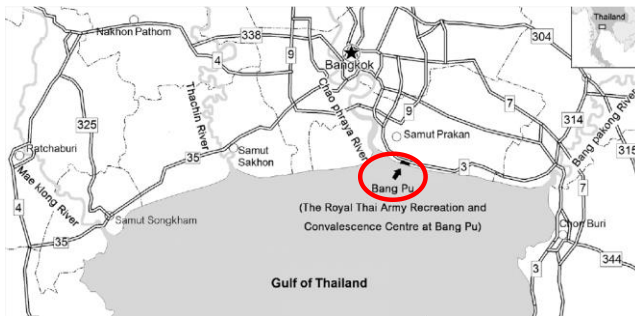 Thailand
Nakhon Pathom
338
304
4
9
Bangkok
3
325
Thachin River
Chao phraya River
9
7
Samut Prakan
314
Bang pakong River
315
Ratchaburi
35
Samut
Sakhon
3
Mae klong River
Bang Pu
7
4
(The Royal Thai Army Recreation and
Convalescence Centre at Bang Pu)
Samut Songkham
Chon Buri
35
344
3
Gulf of Thailand